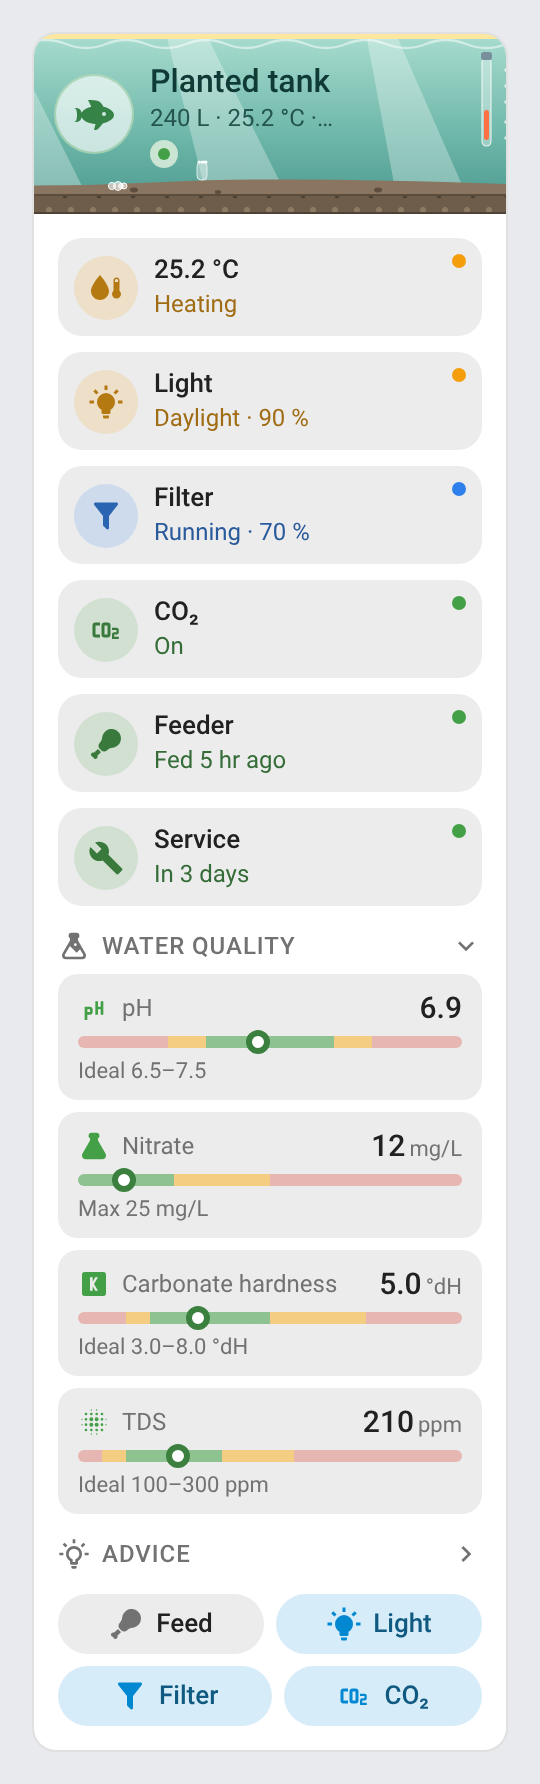 Planted tank
240 L · 25.2 °C ·...
25.2 °C
Heating
Light
Daylight · 90 %
Filter
Running · 70 %
CO₂
CO₂
On
Feeder
Fed 5 hr ago
Service
In 3 days
WATER QUALITY
pH pH 6.9
Ideal 6.5–7.5
Nitrate 12 mg/L
Max 25 mg/L
K Carbonate hardness 5.0 °dH
Ideal 3.0–8.0 °dH
TDS 210 ppm
Ideal 100–300 ppm
ADVICE
Feed Light
Filter CO₂ CO₂